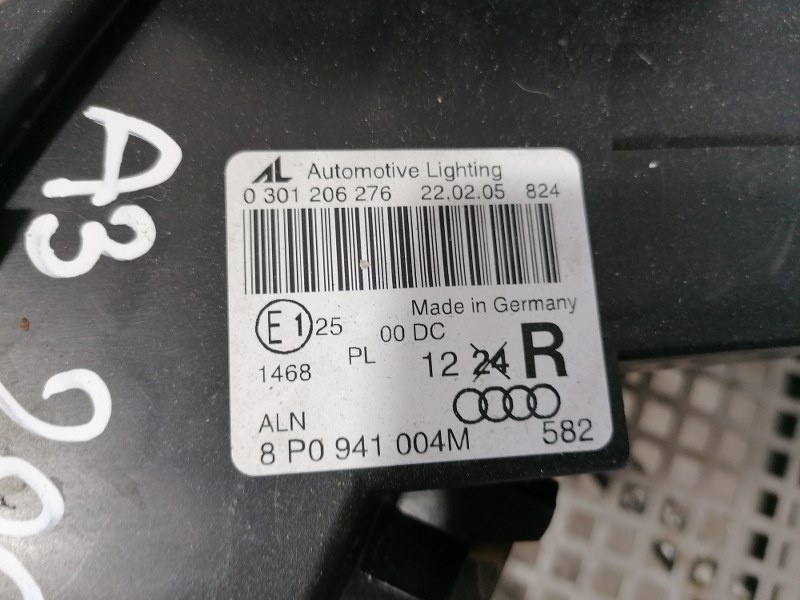 A3
AL Automotive Lighting
0 301 206 276 22.02.05 824
Made in Germany
E1 25 00 DC
1468 PL 12 24 R
ALN
8 P0 941 004M 582